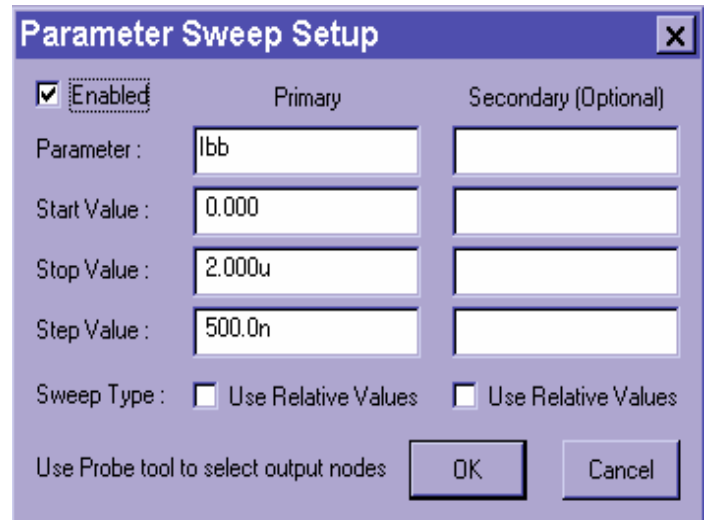 Parameter Sweep Setup
Enabled Primary Secondary (Optional)
Parameter : Ibb
Start Value : 0.000
Stop Value : 2.000u
Step Value : 500.0n
Sweep Type : Use Relative Values Use Relative Values
Use Probe tool to select output nodes OK Cancel